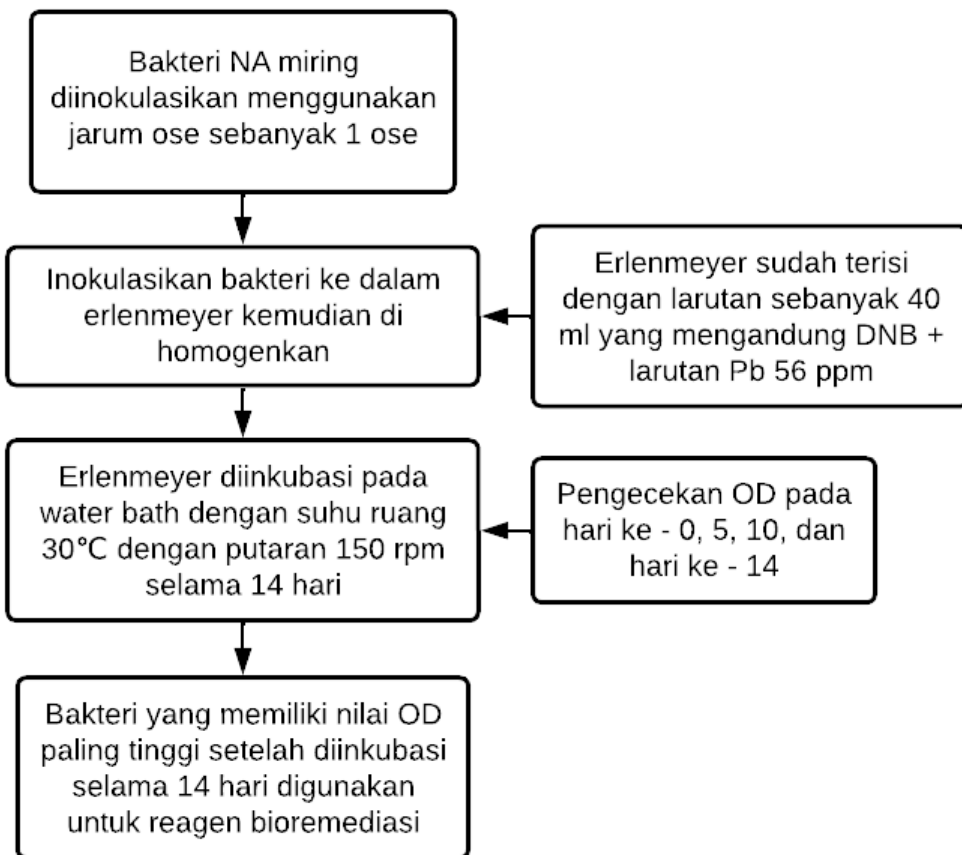 Bakteri NA miring
diinokulasikan menggunakan
jarum ose sebanyak 1 ose
Inokulasikan bakteri ke dalam
erlenmeyer kemudian di
homogenkan
Erlenmeyer sudah terisi
dengan larutan sebanyak 40
ml yang mengandung DNB +
larutan Pb 56 ppm
Erlenmeyer diinkubasi pada
water bath dengan suhu ruang
30℃ dengan putaran 150 rpm
selama 14 hari
Pengecekan OD pada
hari ke - 0, 5, 10, dan
hari ke - 14
Bakteri yang memiliki nilai OD
paling tinggi setelah diinkubasi
selama 14 hari digunakan
untuk reagen bioremediasi